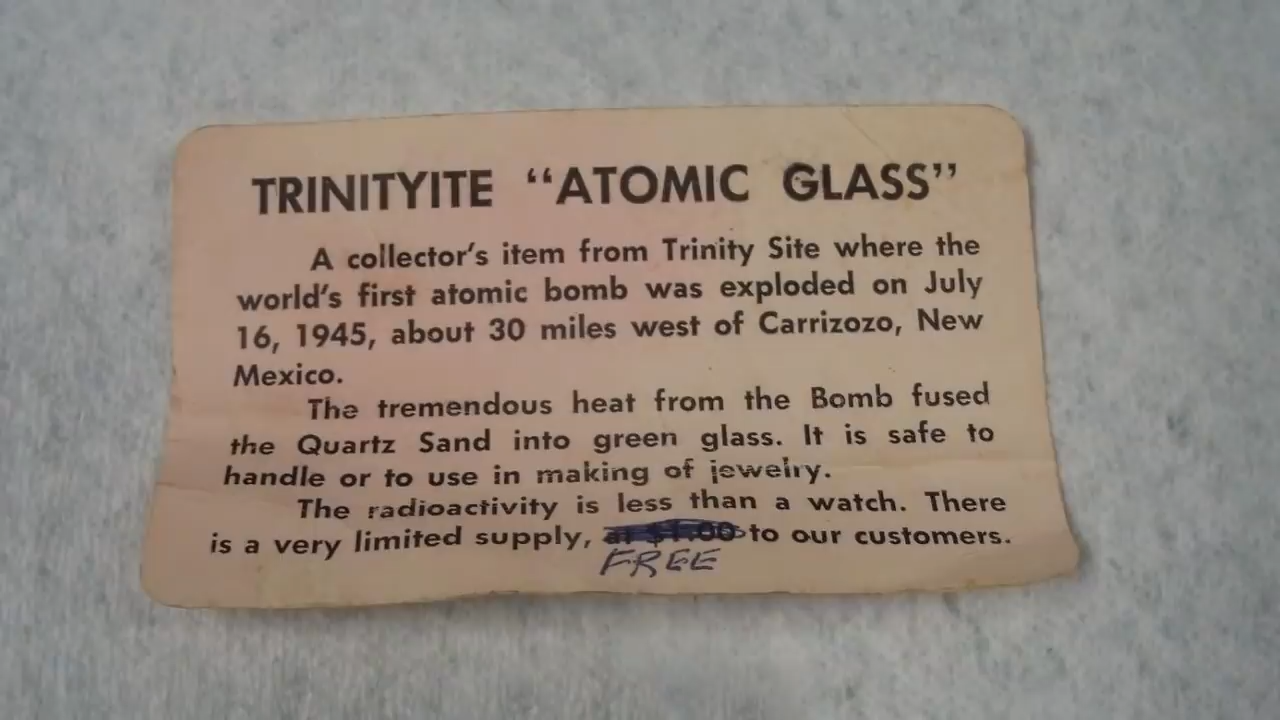 TRINITYITE “ATOMIC GLASS”
A collector's item from Trinity Site where the
world's first atomic bomb was exploded on July
16, 1945, about 30 miles west of Carrizozo, New
Mexico.
The tremendous heat from the Bomb fused
the Quartz Sand into green glass. It is safe to
handle or to use in making of jewelry.
The radioactivity is less than a watch. There
is a very limited supply, at $1.00 to our customers.
FREE